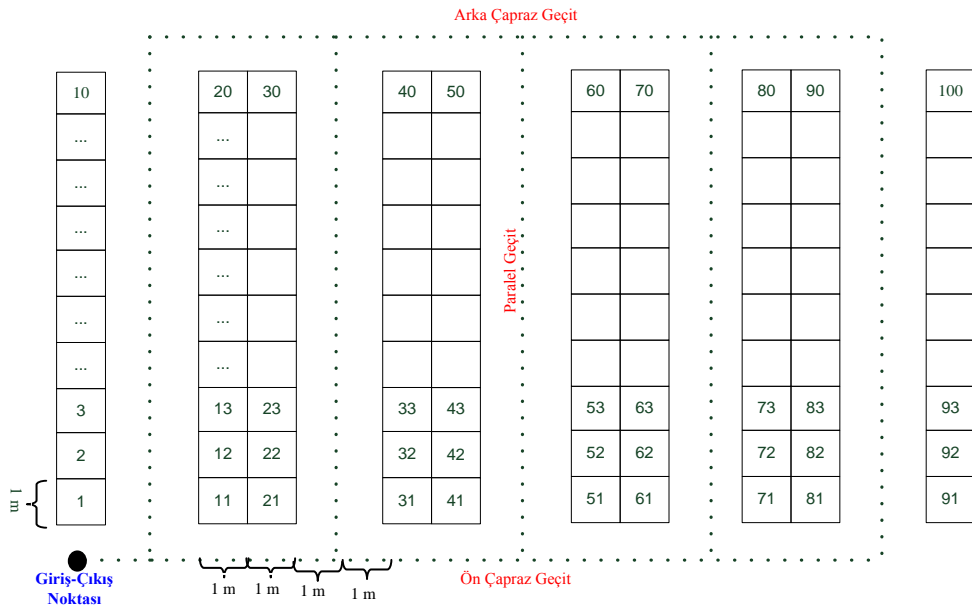 Arka Çapraz Geçit
10 20 30 40 50 60 70 80 90 100
... ...
... ...
... ...
... ...
... ...
... ...
Paralel Geçit
3 13 23 33 43 53 63 73 83 93
2 12 22 32 42 52 62 72 82 92
1 m
1 11 21 31 41 51 61 71 81 91
Giriş-Çıkış
Noktası
1 m 1 m 1 m 1 m
Ön Çapraz Geçit